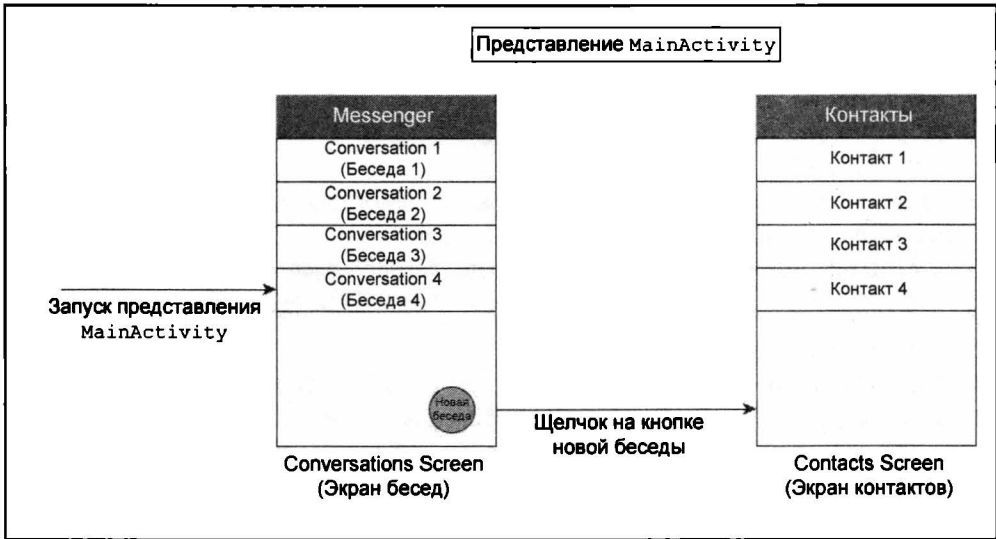 Представление MainActivity
Messenger
Conversation 1
(Беседа 1)
Conversation 2
(Беседа 2)
Conversation 3
(Беседа 3)
Conversation 4
(Беседа 4)
Новая
беседа
Запуск представления
MainActivity
Conversations Screen
(Экран бесед)
Щелчок на кнопке
новой беседы
Контакты
Контакт 1
Контакт 2
Контакт 3
Контакт 4
Contacts Screen
(Экран контактов)